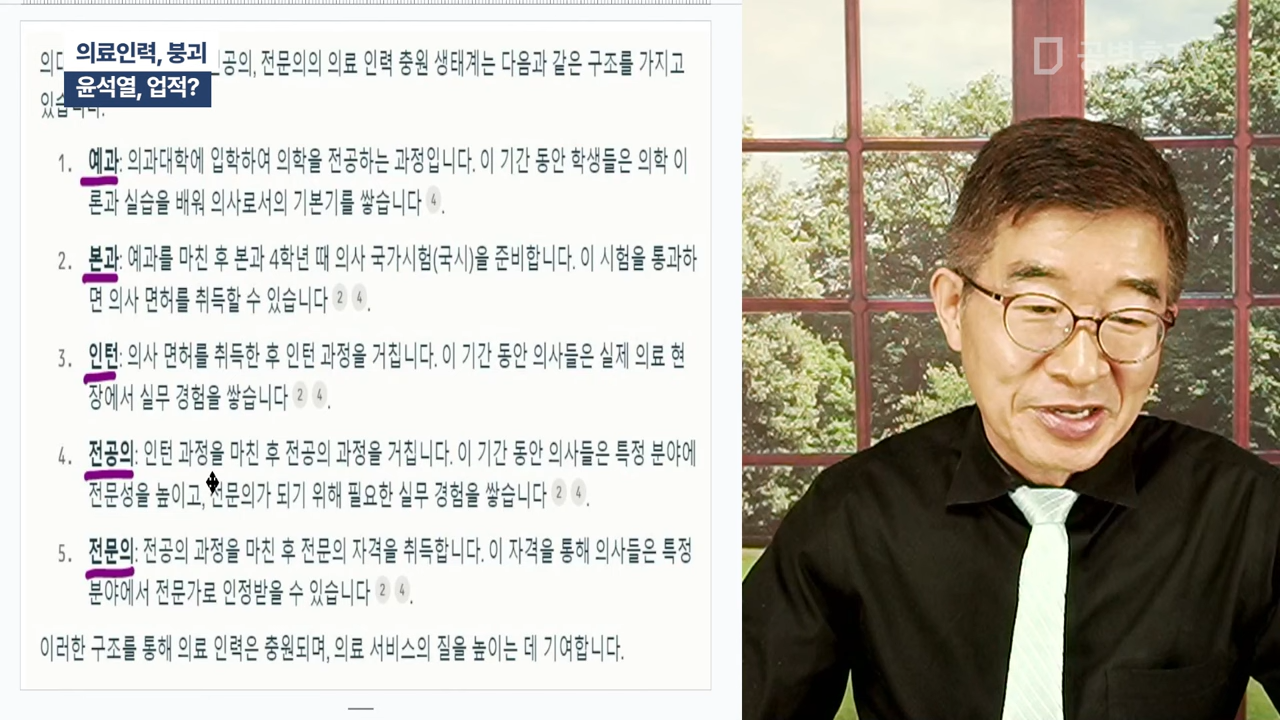 의료인력, 붕괴
윤석열, 업적?
공병호TV
공의, 전문의의 의료 인력 충원 생태계는 다음과 같은 구조를 가지고
있습니다.
1. 예과: 의과대학에 입학하여 의학을 전공하는 과정입니다. 이 기간 동안 학생들은 의학 이
론과 실습을 배워 의사로서의 기본기를 쌓습니다 4.
2. 본과: 예과를 마친 후 본과 4학년 때 의사 국가시험(국시)을 준비합니다. 이 시험을 통과하
면 의사 면허를 취득할 수 있습니다 2 4.
3. 인턴: 의사 면허를 취득한 후 인턴 과정을 거칩니다. 이 기간 동안 의사들은 실제 의료 현
장에서 실무 경험을 쌓습니다 2 4.
4. 전공의: 인턴 과정을 마친 후 전공의 과정을 거칩니다. 이 기간 동안 의사들은 특정 분야에
전문성을 높이고, 전문의가 되기 위해 필요한 실무 경험을 쌓습니다 2 4.
5. 전문의: 전공의 과정을 마친 후 전문의 자격을 취득합니다. 이 자격을 통해 의사들은 특정
분야에서 전문가로 인정받을 수 있습니다 2 4.
이러한 구조를 통해 의료 인력은 충원되며, 의료 서비스의 질을 높이는 데 기여합니다.